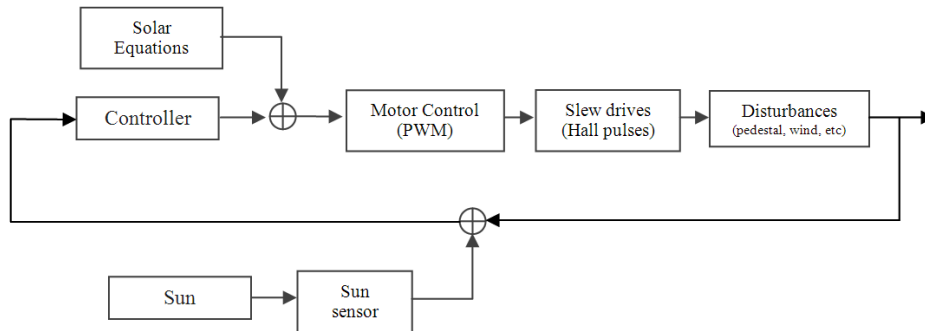 Solar
Equations
Controller
Motor Control
(PWM)
Slew drives
(Hall pulses)
Disturbances
(pedestal, wind, etc)
Sun
Sun
sensor